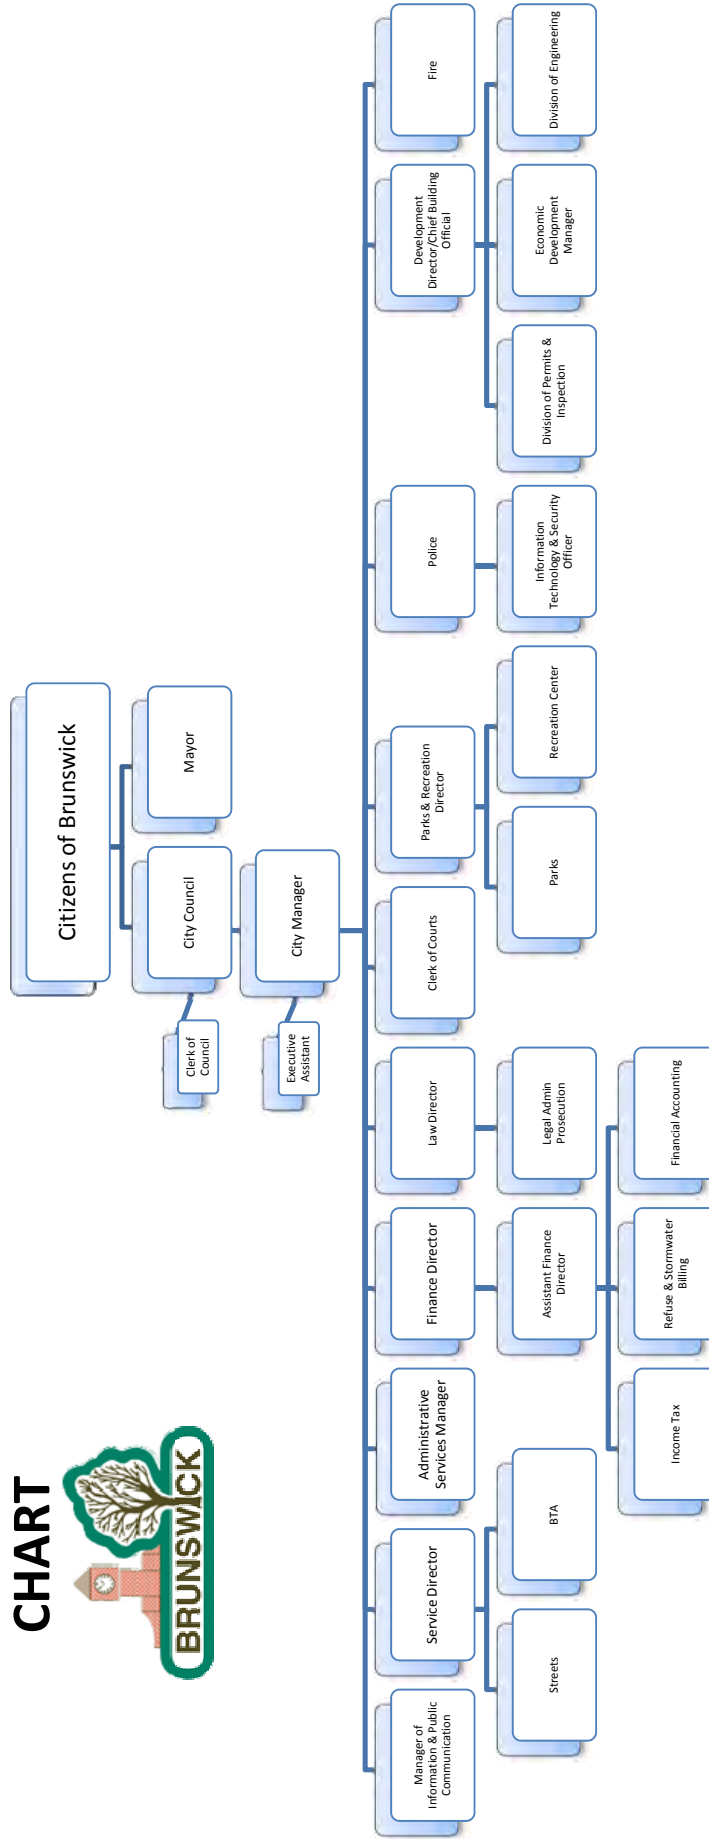 CHART
BRUNSWICK
Citizens of Brunswick
City Council
Mayor
Clerk of
Council
City Manager
Executive
Assistant
Manager of
Information & Public
Communication
Service Director
Administrative
Services Manager
Finance Director
Law Director
Clerk of Courts
Parks & Recreation
Director
Police
Development
Director/Chief Building
Official
Fire
Streets
BTA
Assistant Finance
Director
Legal Admin
Prosecution
Parks
Recreation Center
Information
Technology & Security
Officer
Division of Permits &
Inspection
Economic
Development
Manager
Division of Engineering
Income Tax
Refuse & Stormwater
Billing
Financial Accounting